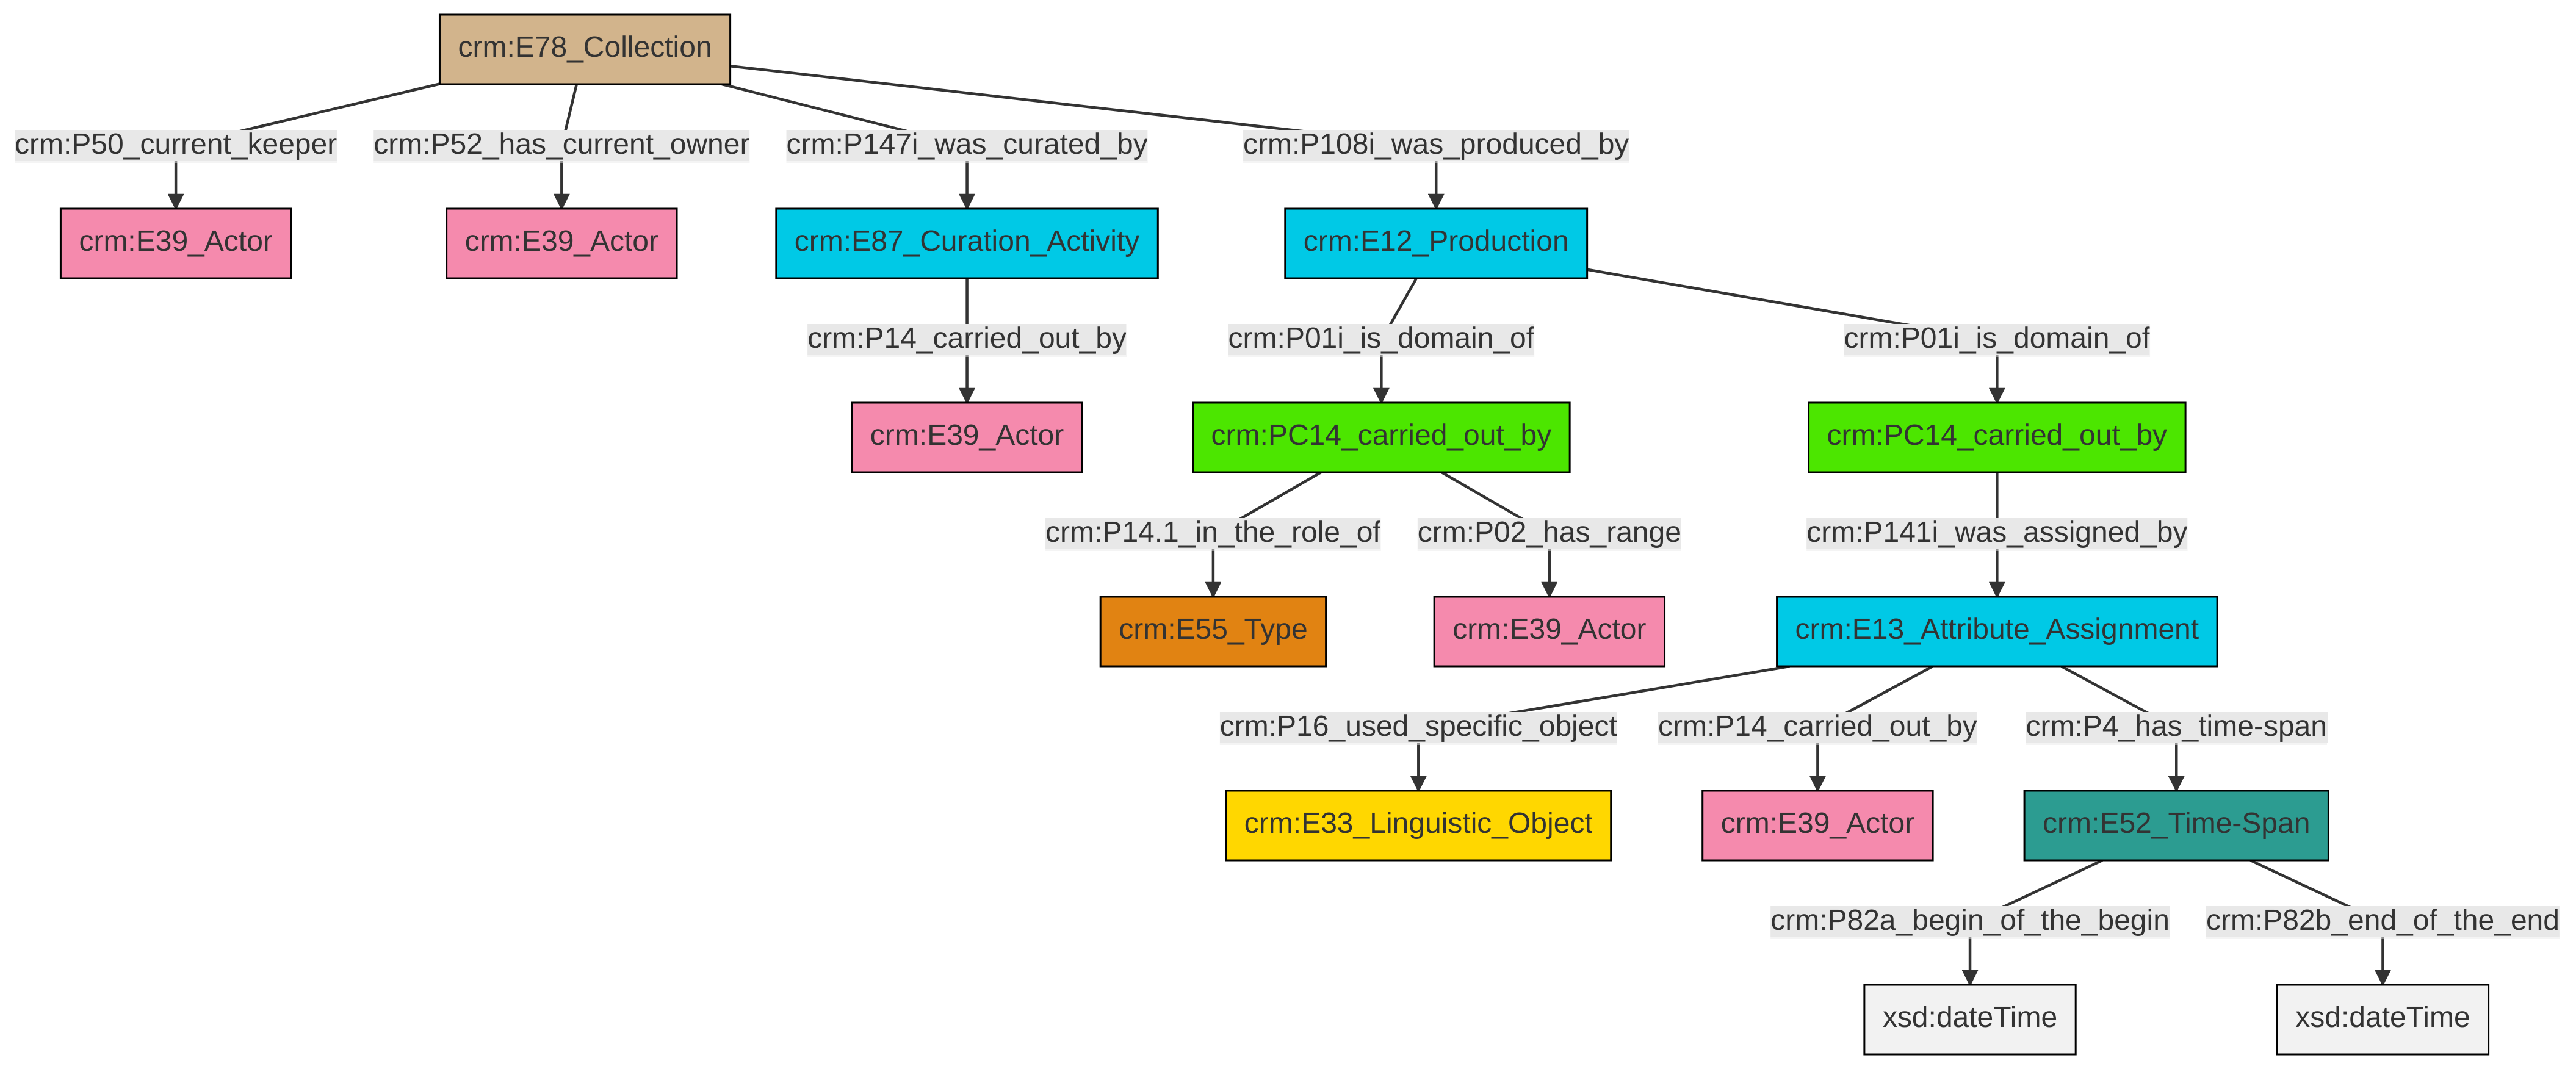 crm:E78_Collection
crm:P50_current_keeper
crm:P52_has_current_owner
crm:P147i_was_curated_by
crm:P108i_was_produced_by
crm:E39_Actor
crm:E39_Actor
crm:E87_Curation_Activity
crm:E12_Production
crm:P14_carried_out_by
crm:P01i_is_domain_of
crm:P01i_is_domain_of
crm:E39_Actor
crm:PC14_carried_out_by
crm:PC14_carried_out_by
crm:P14.1_in_the_role_of
crm:P02_has_range
crm:P141i_was_assigned_by
crm:E55_Type
crm:E39_Actor
crm:E13_Attribute_Assignment
crm:P16_used_specific_object
crm:P14_carried_out_by
crm:P4_has_time-span
crm:E33_Linguistic_Object
crm:E39_Actor
crm:E52_Time-Span
crm:P82a_begin_of_the_begin
crm:P82b_end_of_the_end
xsd:dateTime
xsd:dateTime